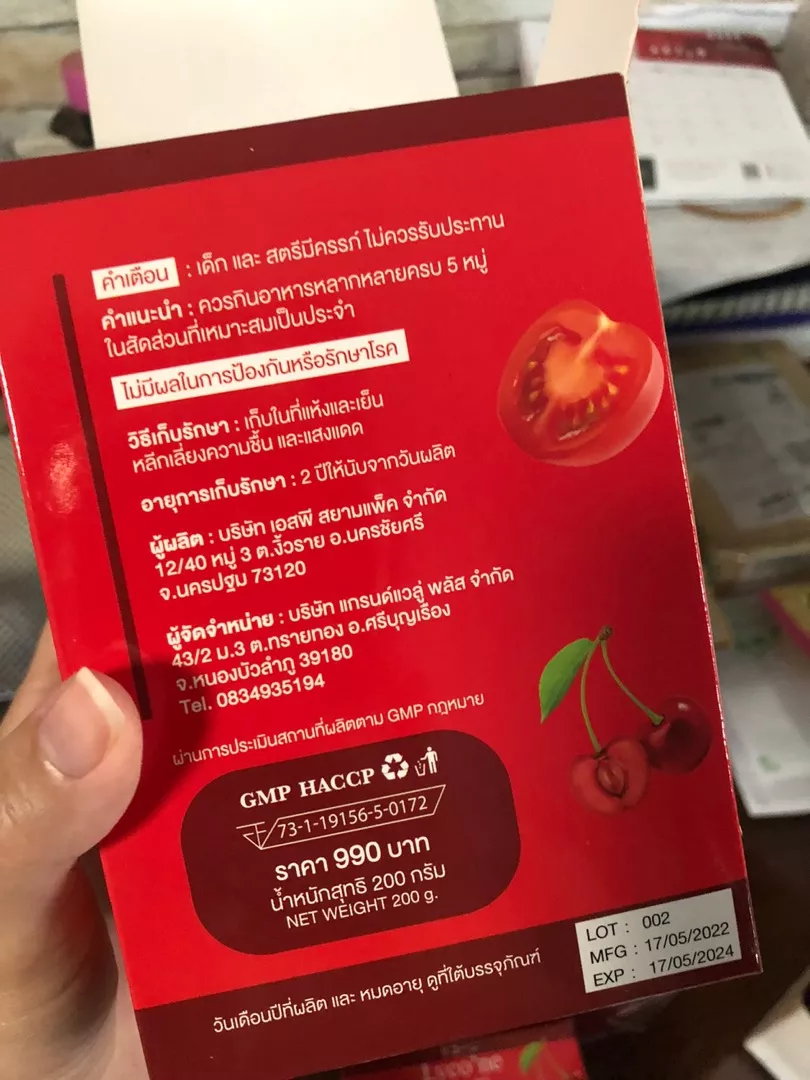 คำเตือน : เด็ก และ สตรีมีครรภ์ ไม่ควรรับประทาน
คำแนะนำ : ควรกินอาหารหลากหลายครบ 5 หมู่
ในสัดส่วนที่เหมาะสมเป็นประจำ
ไม่มีผลในการป้องกันหรือรักษาโรค
วิธีเก็บรักษา : เก็บในที่แห้งและเย็น
หลีกเลี่ยงความชื้น และแสงแดด
อายุการเก็บรักษา : 2 ปีให้นับจากวันผลิต
ผู้ผลิต : บริษัท เอสพี สยามแพ็ค จำกัด
12/40 หมู่ 3 ต.งิ้วราย อ.นครชัยศรี
จ.นครปฐม 73120
ผู้จัดจำหน่าย : บริษัท แกรนด์แวลู่ พลัส จำกัด
43/2 ม.3 ต.ทรายทอง อ.ศรีบุญเรือง
จ.หนองบัวลำภู 39180
Tel. 0834935194
ผ่านการประเมินสถานที่ผลิตตาม GMP กฎหมาย
GMP HACCP
73-1-19156-5-0172
ราคา 990 บาท
น้ำหนักสุทธิ 200 กรัม
NET WEIGHT 200 g.
วันเดือนปีที่ผลิต และ หมดอายุ ดูที่ใต้บรรจุภัณฑ์
LOT : 002
MFG : 17/05/2022
EXP : 17/05/2024